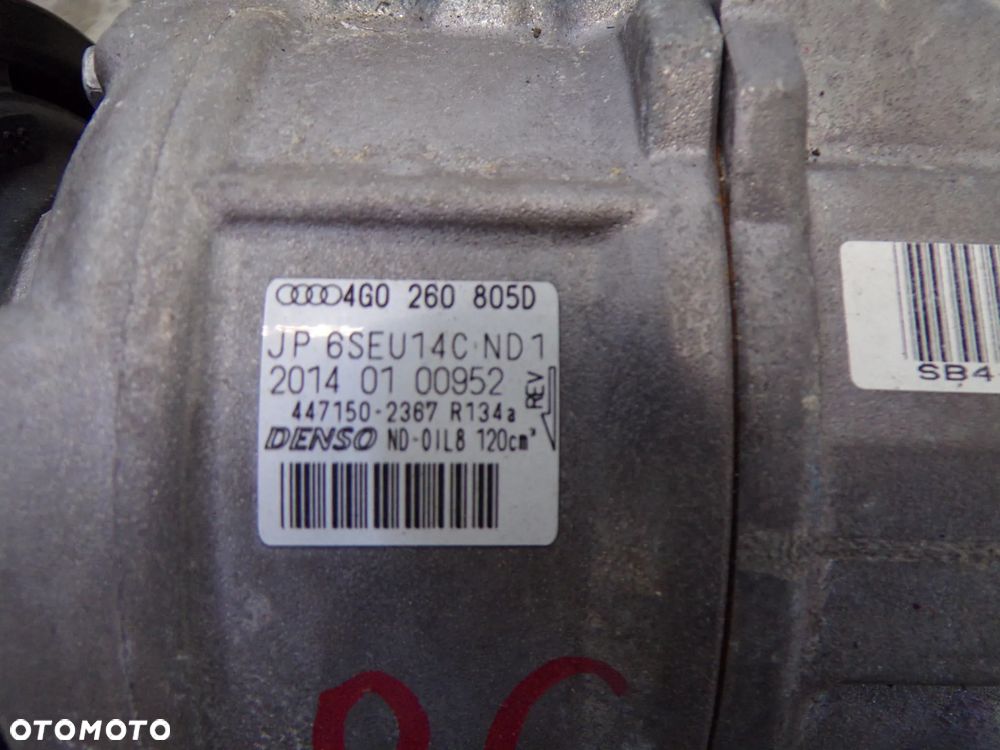 4G0 260 805D
JP 6SEU14C ND1
2014 01 00952
REV
447150-2367 R134a
DENSO ND-OIL8 120cm³
SB4
OTOMOTO